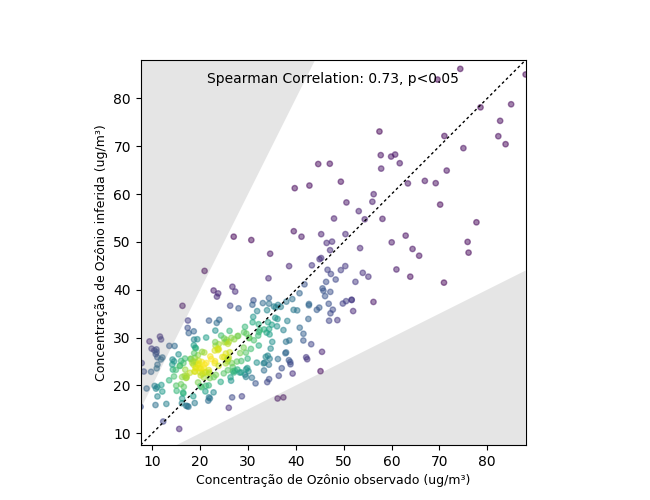 Spearman Correlation: 0.73, p<0.05
Concentração de Ozônio inferida (ug/m³)
80
70
60
50
40
30
20
10
10 20 30 40 50 60 70 80
Concentração de Ozônio observado (ug/m³)